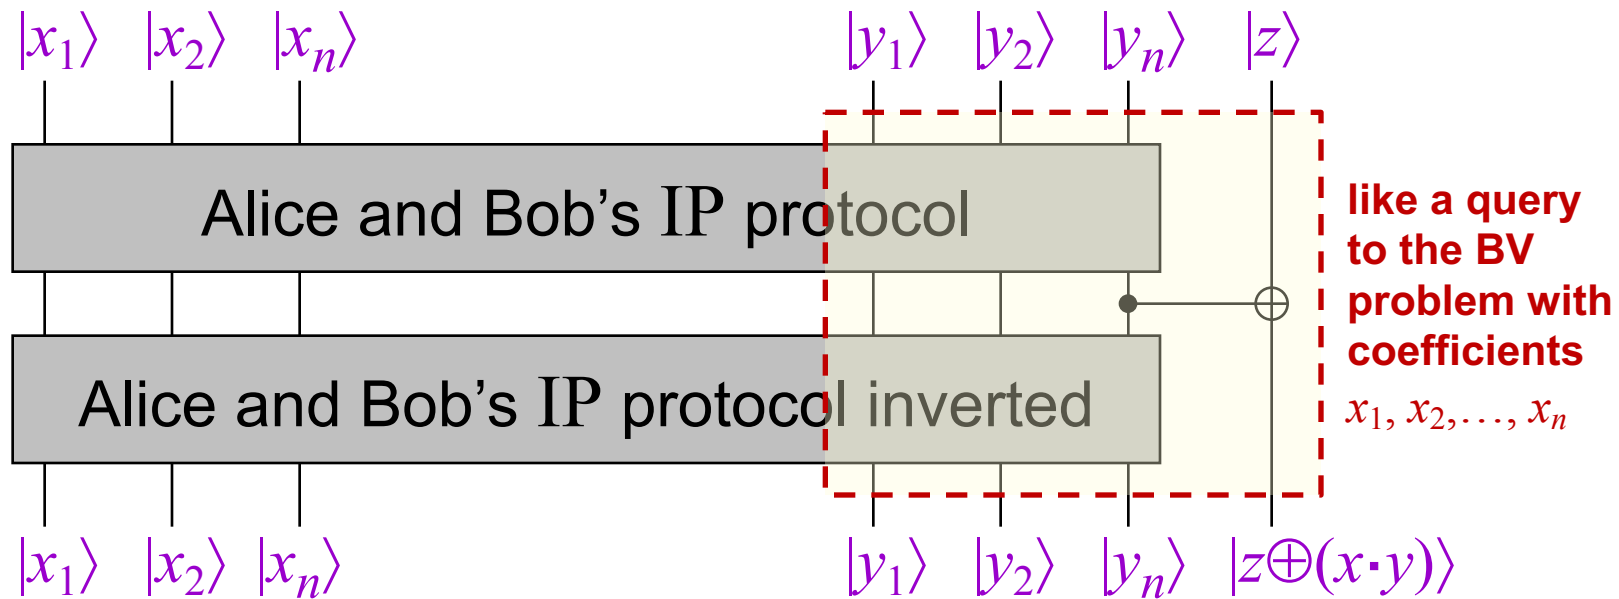 |x₁⟩ |x₂⟩ |xₙ⟩ |y₁⟩ |y₂⟩ |yₙ⟩ |z⟩
Alice and Bob’s IP protocol
like a query
to the BV
problem with
coefficients
x₁, x₂,…, xₙ
Alice and Bob’s IP protocol inverted
|x₁⟩ |x₂⟩ |xₙ⟩ |y₁⟩ |y₂⟩ |yₙ⟩ |z⊕(x·y)⟩